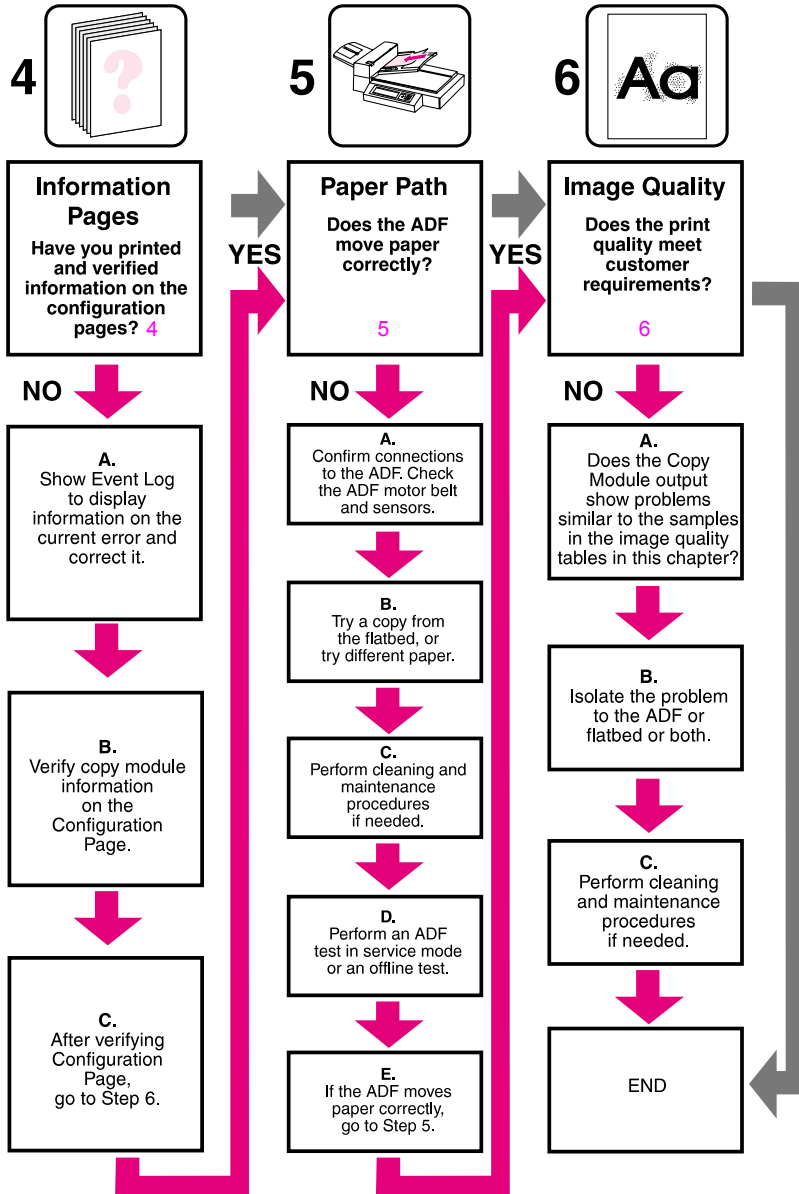 4
?
Information
Pages
Have you printed
and verified
information on the
configuration
pages? 4
YES
NO
A.
Show Event Log
to display
information on the
current error and
correct it.
B.
Verify copy module
information
on the
Configuration
Page.
C.
After verifying
Configuration
Page,
go to Step 6.
5
Paper Path
Does the ADF
move paper
correctly?
5
YES
NO
A.
Confirm connections
to the ADF. Check
the ADF motor belt
and sensors.
B.
Try a copy from
the flatbed, or
try different paper.
C.
Perform cleaning and
maintenance
procedures
if needed.
D.
Perform an ADF
test in service mode
or an offline test.
E.
If the ADF moves
paper correctly,
go to Step 5.
6
Aa
Image Quality
Does the print
quality meet
customer
requirements?
6
NO
A.
Does the Copy
Module output
show problems
similar to the samples
in the image quality
tables in this chapter?
B.
Isolate the problem
to the ADF or
flatbed or both.
C.
Perform cleaning
and maintenance
procedures
if needed.
END